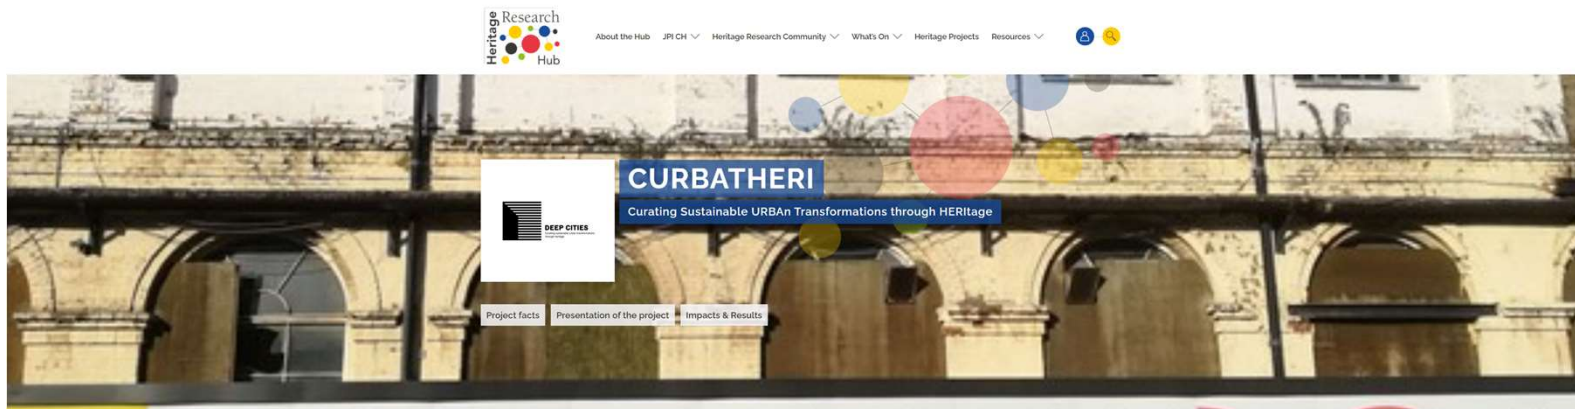 Heritage
Research
Hub
About the Hub
JPI CH
Heritage Research Community
What's On
Heritage Projects
Resources
CURBATHERI
DEEP CITIES
Curating Sustainable URBAn Transformations through HERItage
Project facts
Presentation of the project
Impacts & Results